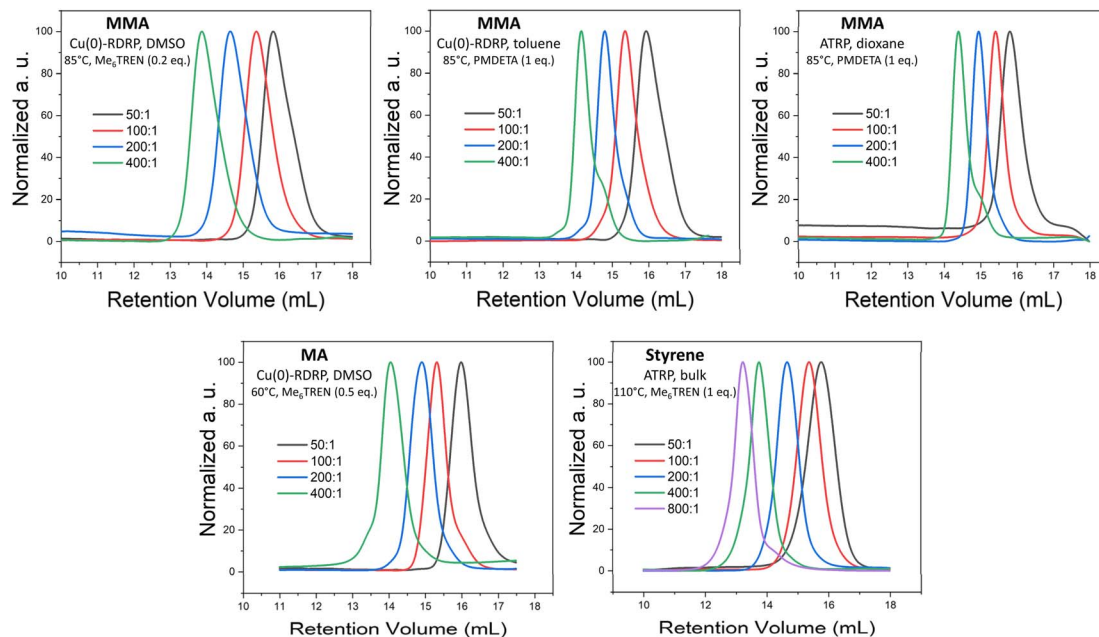 MMA
Cu(0)-RDRP, DMSO
85°C, Me6TREN (0.2 eq.)
50:1
100:1
200:1
400:1
Normalized a. u.
0
20
40
60
80
100
10 11 12 13 14 15 16 17 18
Retention Volume (mL)
MMA
Cu(0)-RDRP, toluene
85°C, PMDETA (1 eq.)
50:1
100:1
200:1
400:1
Normalized a. u.
0
20
40
60
80
100
10 11 12 13 14 15 16 17 18
Retention Volume (mL)
MMA
ATRP, dioxane
85°C, PMDETA (1 eq.)
50:1
100:1
200:1
400:1
Normalized a. u.
0
20
40
60
80
100
10 11 12 13 14 15 16 17 18
Retention Volume (mL)
MA
Cu(0)-RDRP, DMSO
60°C, Me6TREN (0.5 eq.)
50:1
100:1
200:1
400:1
Normalized a. u.
0
20
40
60
80
100
11 12 13 14 15 16 17 18
Retention Volume (mL)
Styrene
ATRP, bulk
110°C, Me6TREN (1 eq.)
50:1
100:1
200:1
400:1
800:1
Normalized a. u.
0
20
40
60
80
100
10 12 14 16 18
Retention Volume (mL)